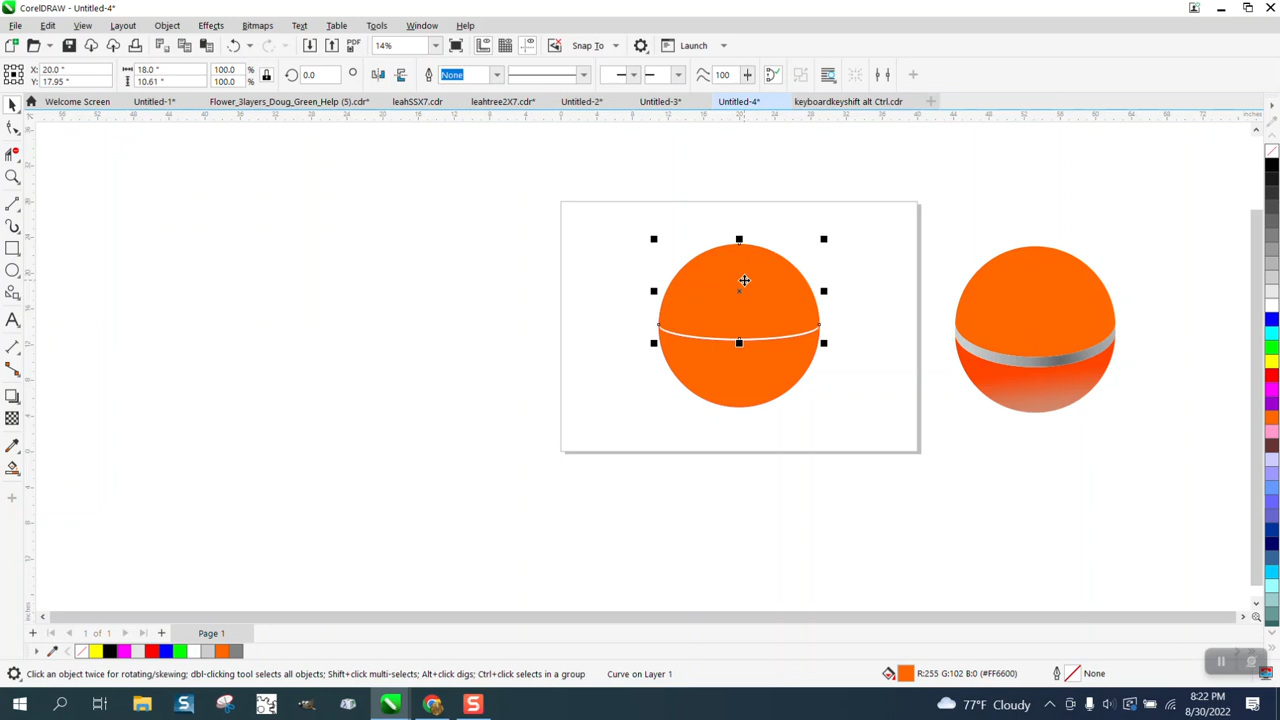 CorelDRAW - Untitled-4*
File Edit View Layout Object Effects Bitmaps Text Table Tools Window Help
PDF 14% Snap To Launch
X: 20.0 " 18.0 " 100.0 % 0.0 None 100
Y: 17.95 " 10.61 " 100.0 %
Welcome Screen Untitled-1* Flower_3layers_Doug_Green_Help (5).cdr* leahSSX7.cdr leahtree2X7.cdr* Untitled-2* Untitled-3* Untitled-4* keyboardkeyshift alt Ctrl.cdr
inches
inches
1 of 1 Page 1
Click an object twice for rotating/skewing; dbl-clicking tool selects all objects; Shift+click multi-selects; Alt+click digs; Ctrl+click selects in a group Curve on Layer 1 R:255 G:102 B:0 (#FF6600) None
77°F Cloudy 8:22 PM
8/30/2022